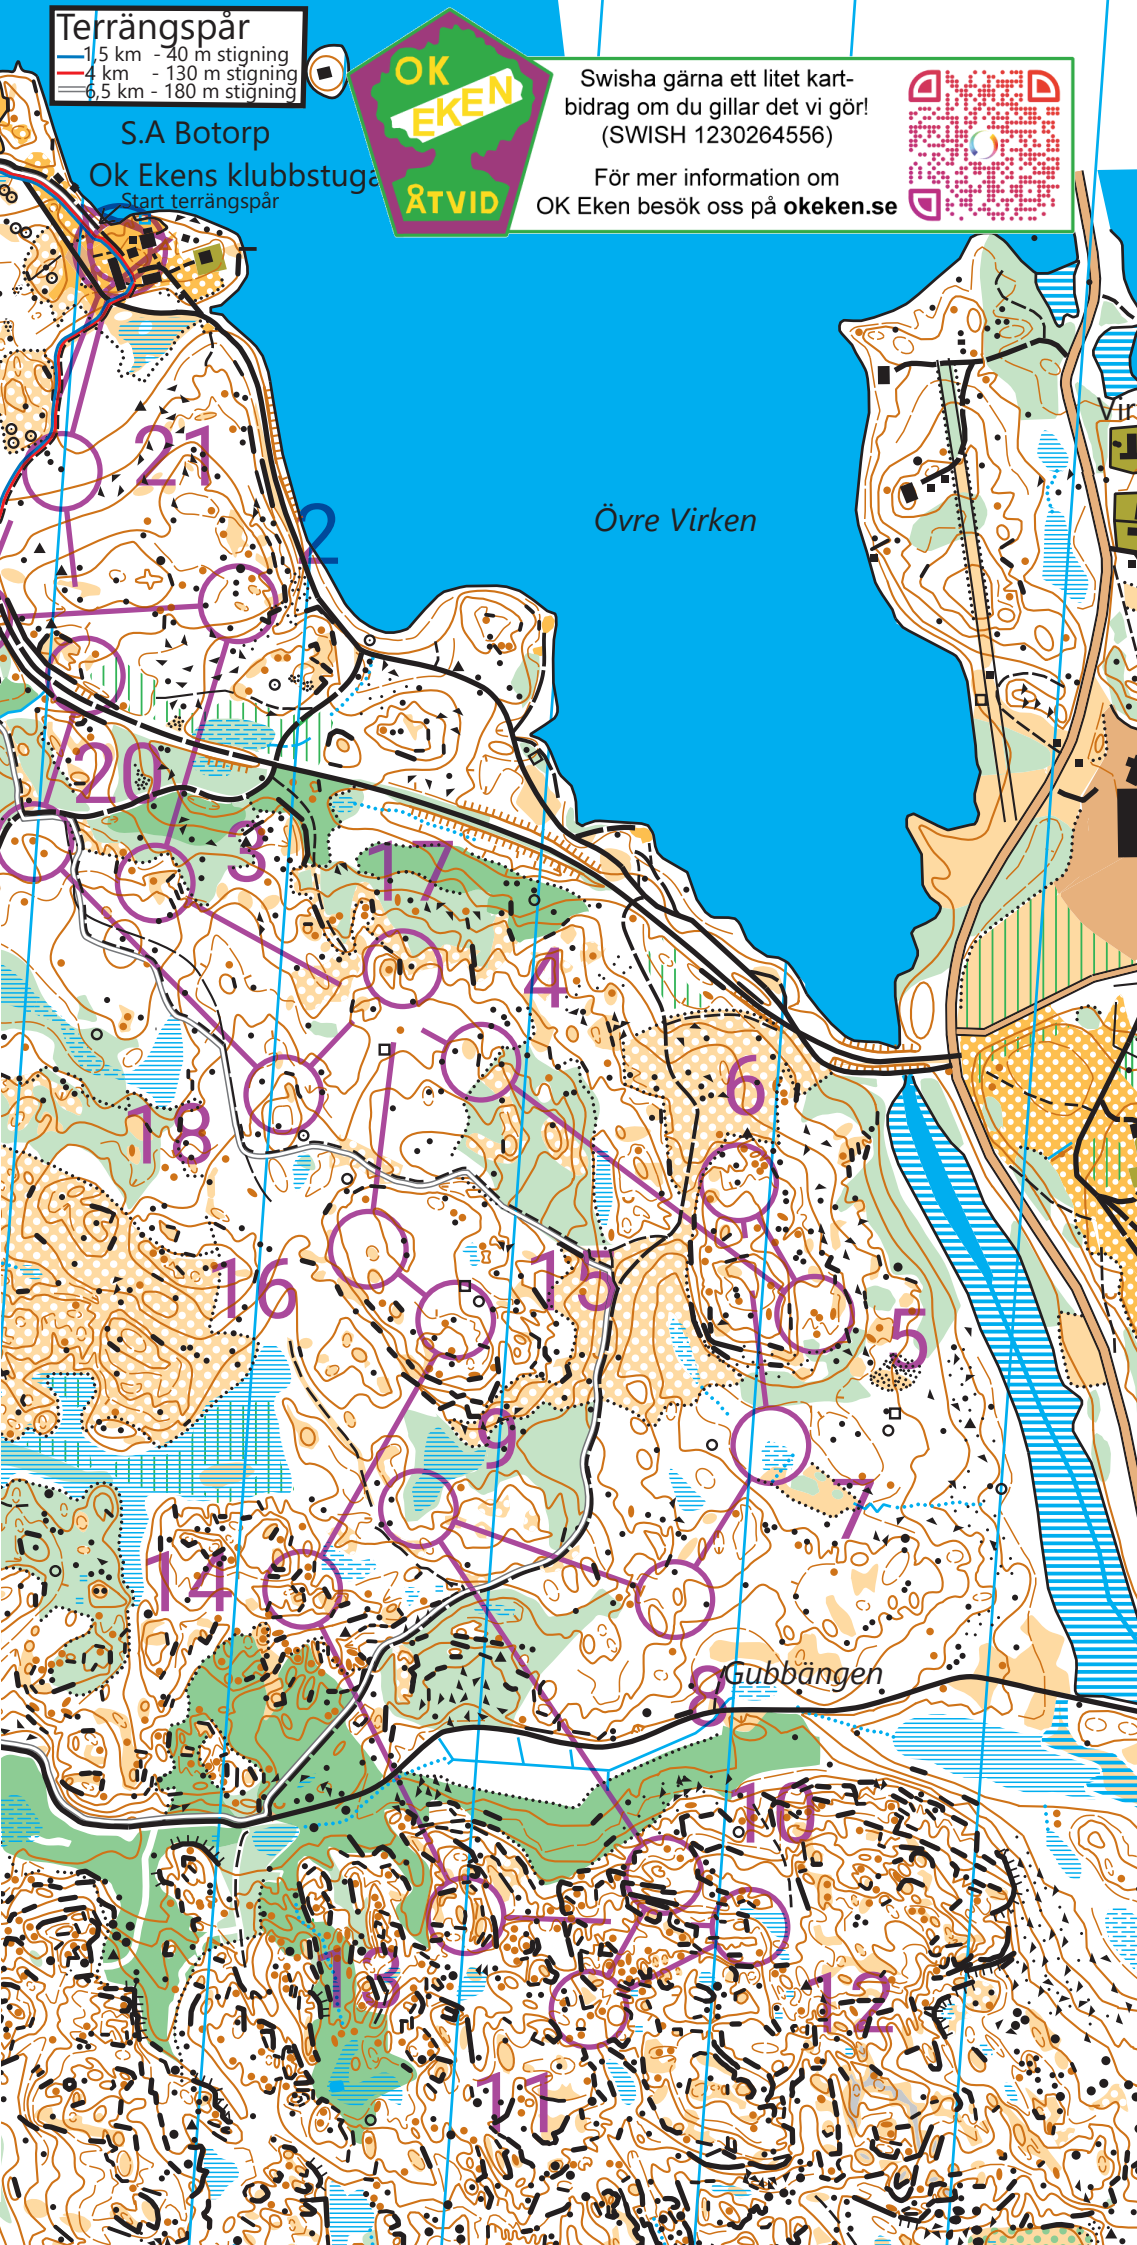 Terrängspår
1,5 km - 40 m stigning
4 km - 130 m stigning
6,5 km - 180 m stigning
S.A Botorp
Ok Ekens klubbstuga
Start terrängspår
OK
EKEN
ÅTVID
Swisha gärna ett litet kart-
bidrag om du gillar det vi gör!
(SWISH 1230264556)
För mer information om
OK Eken besök oss på okeken.se
Vir
21
2
Övre Virken
20
3
17
4
6
18
16
15
5
9
7
14
8
Gubbängen
10
13
12
11